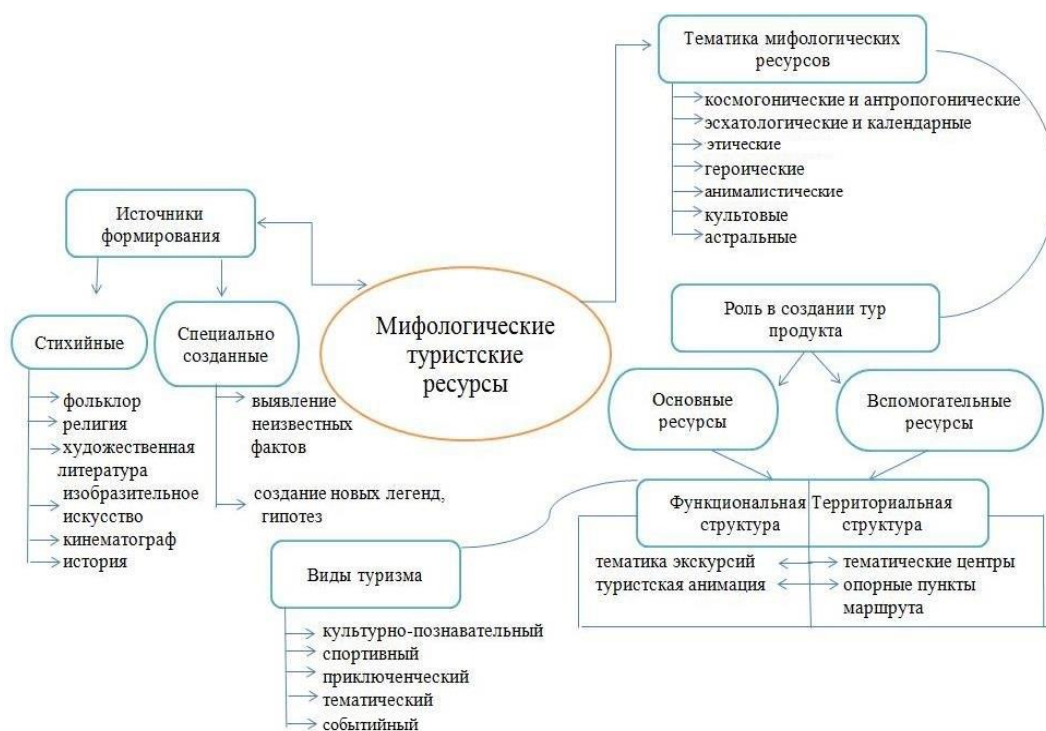 Тематика мифологических
ресурсов
космогонические и антропогонические
эсхатологические и календарные
этические
героические
анималистические
культовые
астральные
Источники
формирования
Стихийные
фольклор
религия
художественная
литература
изобразительное
искусство
кинематограф
история
Специально
созданные
выявление
неизвестных
фактов
создание новых легенд,
гипотез
Мифологические
туристские
ресурсы
Роль в создании тур
продукта
Основные
ресурсы
Вспомогательные
ресурсы
Функциональная
структура
Территориальная
структура
тематика экскурсий
туристская анимация
тематические центры
опорные пункты
маршрута
Виды туризма
культурно-познавательный
спортивный
приключенческий
тематический
событийный